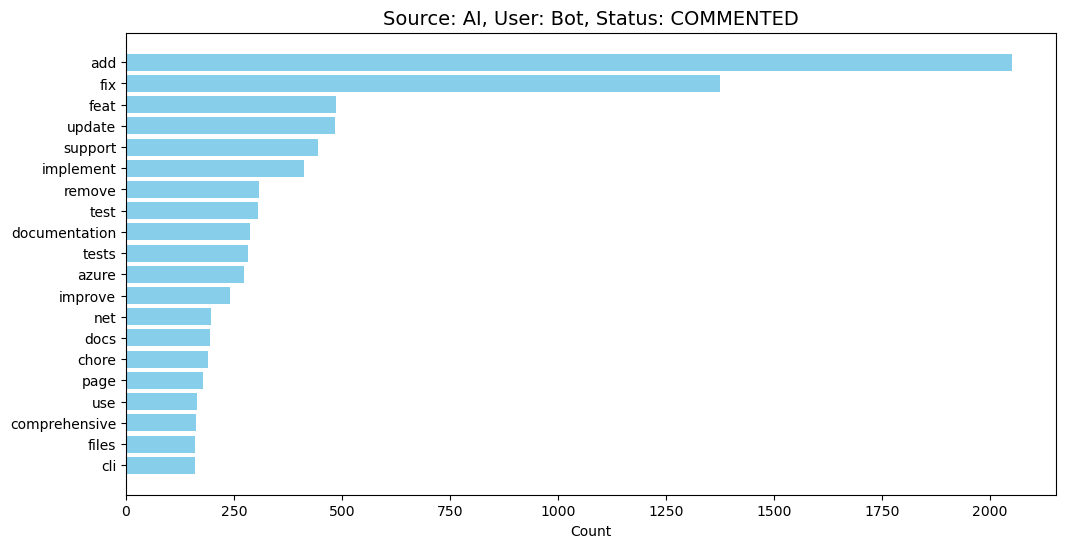 Source: AI, User: Bot, Status: COMMENTED
add
fix
feat
update
support
implement
remove
test
documentation
tests
azure
improve
net
docs
chore
page
use
comprehensive
files
cli
0 250 500 750 1000 1250 1500 1750 2000
Count